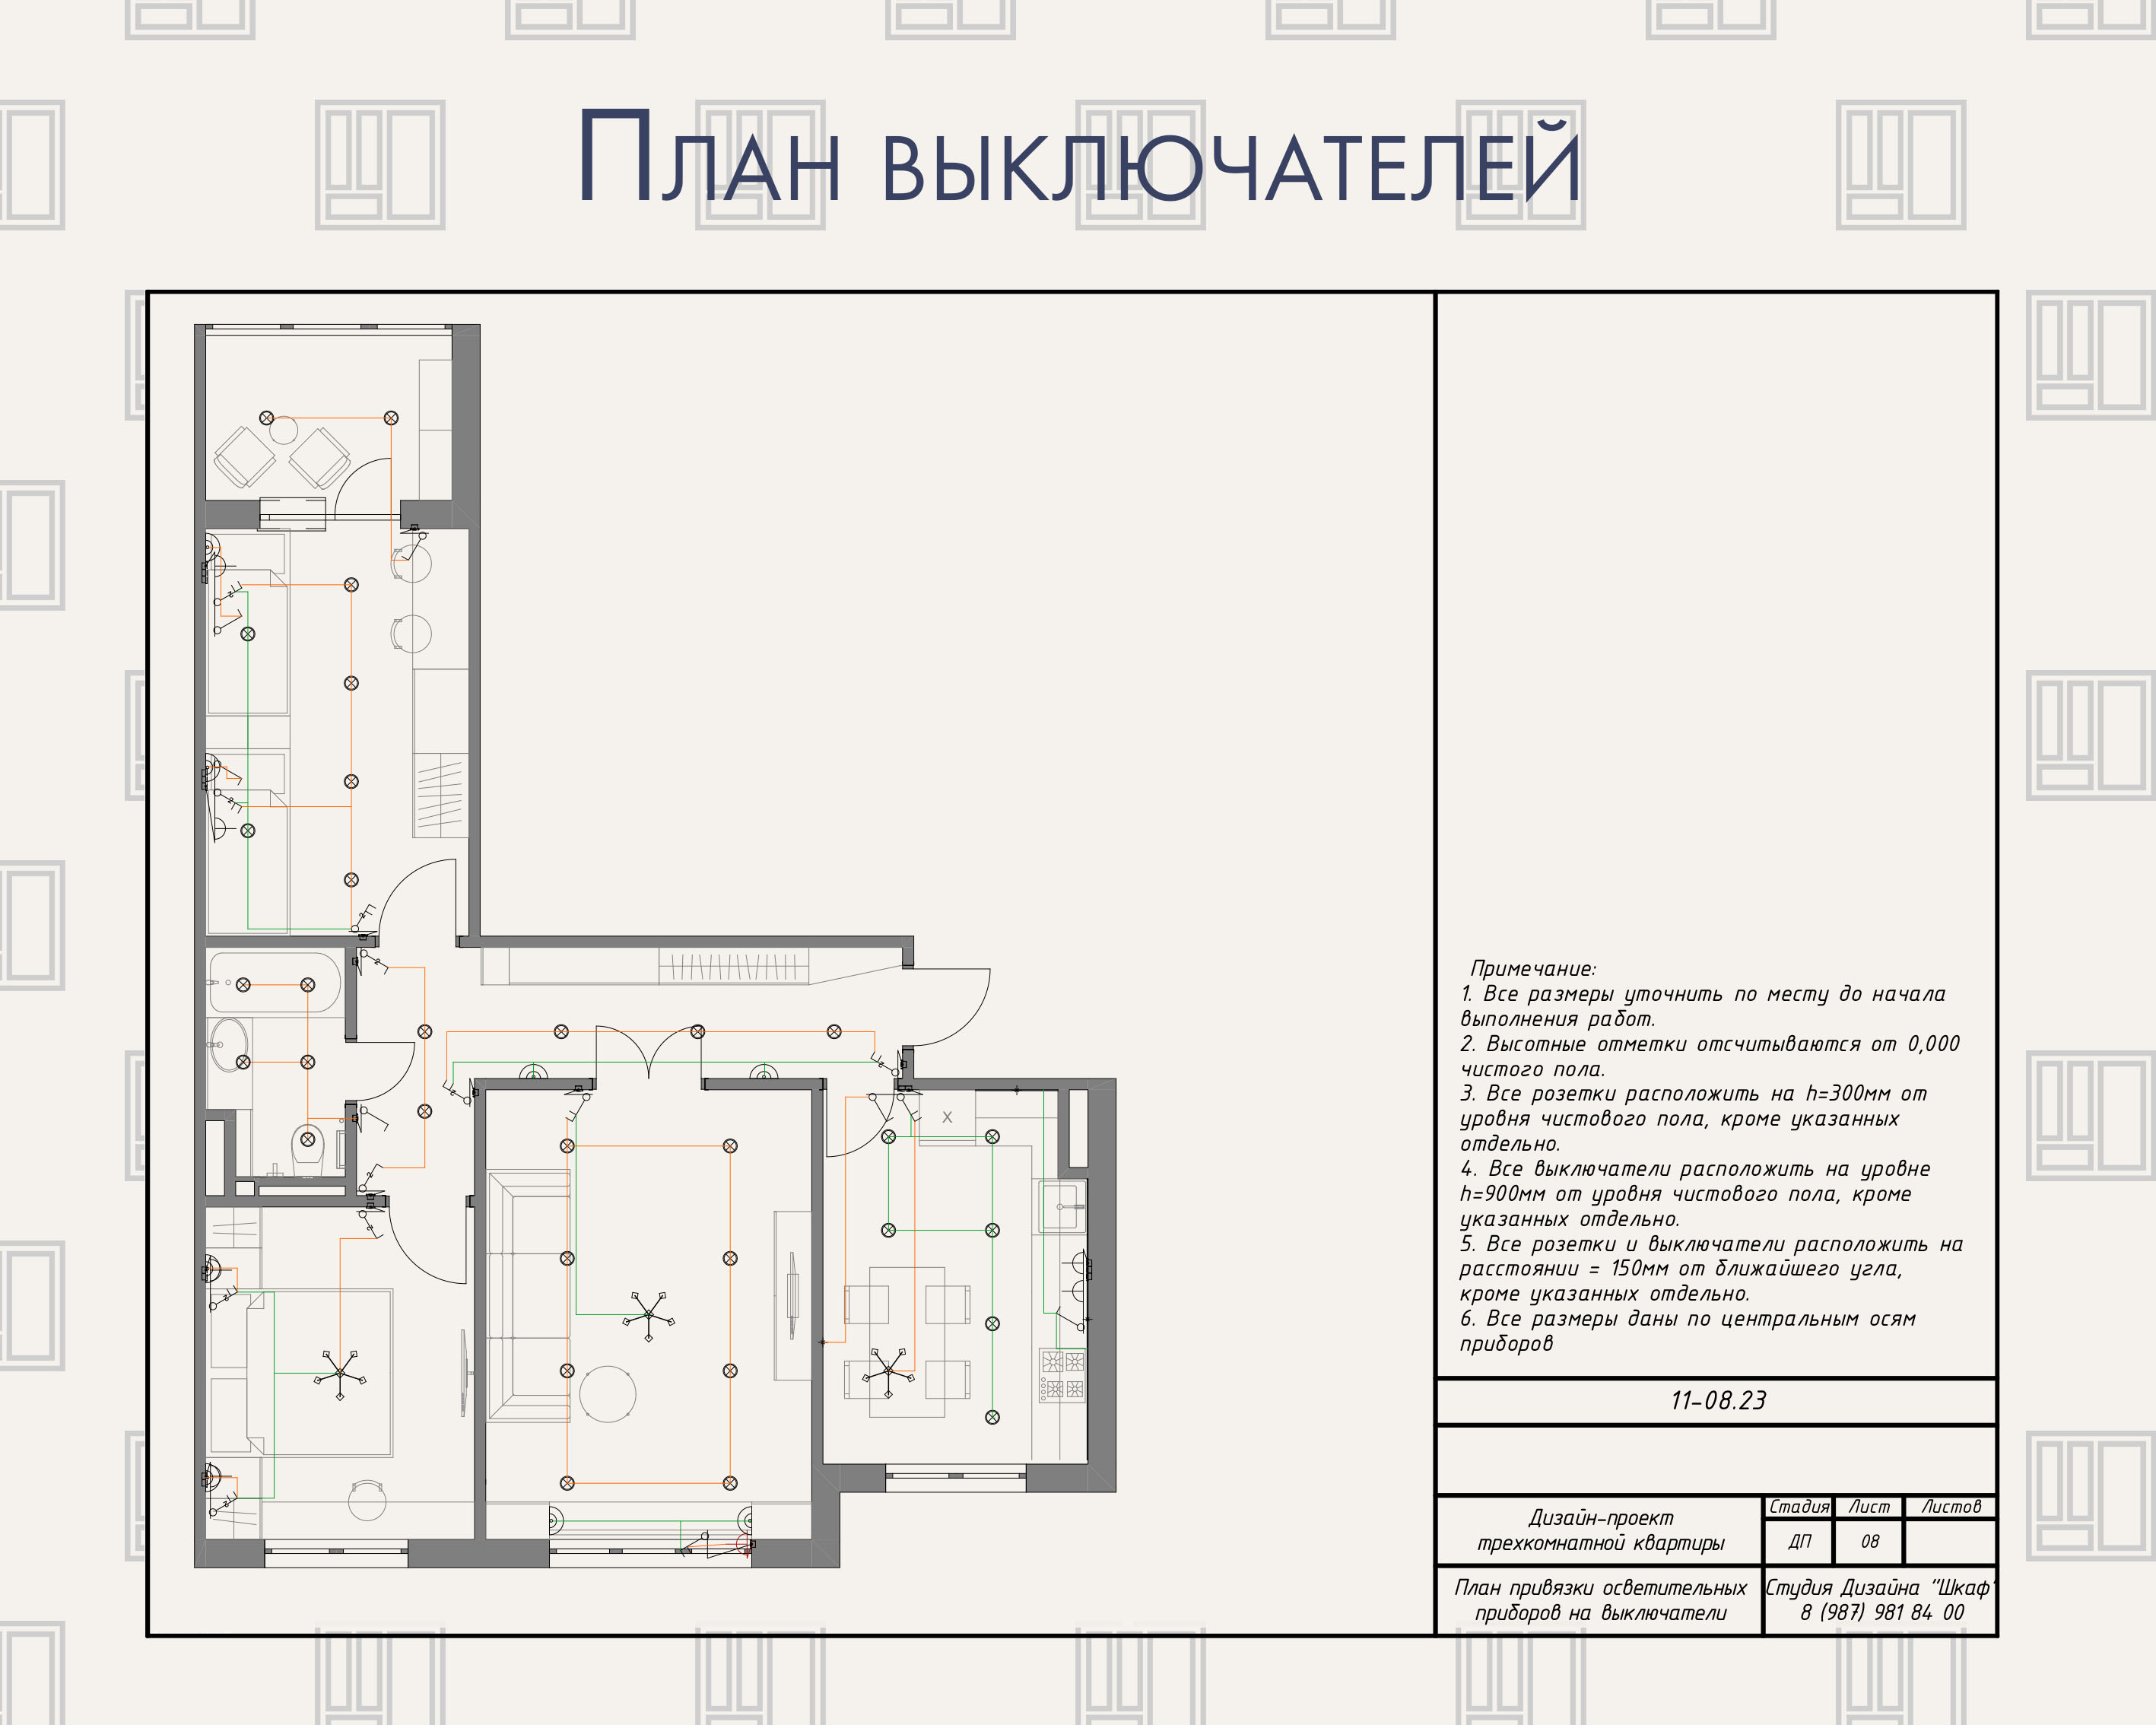 План выключателей
Примечание:
1. Все размеры уточнить по месту до начала
выполнения работ.
2. Высотные отметки отсчитываются от 0,000
чистого пола.
3. Все розетки расположить на h=300мм от
уровня чистового пола, кроме указанных
отдельно.
4. Все выключатели расположить на уровне
h=900мм от уровня чистового пола, кроме
указанных отдельно.
5. Все розетки и выключатели расположить на
расстоянии = 150мм от ближайшего угла,
кроме указанных отдельно.
6. Все размеры даны по центральным осям
приборов
11-08.23
Дизайн-проект
трехкомнатной квартиры
Стадия Лист Листов
ДП 08
План привязки осветительных
приборов на выключатели
Студия Дизайна "Шкаф"
8 (987) 981 84 00
X